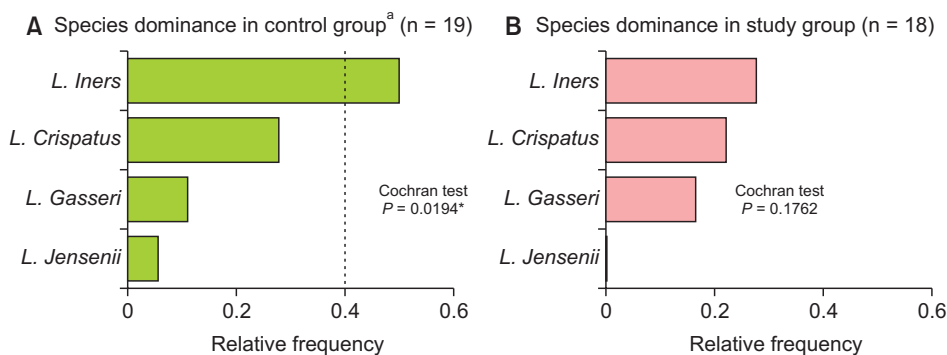 A Species dominance in control groupᵃ (n = 19)
L. Iners
L. Crispatus
L. Gasseri
L. Jensenii
Cochran test
P = 0.0194*
0 0.2 0.4 0.6
Relative frequency
B Species dominance in study group (n = 18)
L. Iners
L. Crispatus
L. Gasseri
L. Jensenii
Cochran test
P = 0.1762
0 0.2 0.4 0.6
Relative frequency